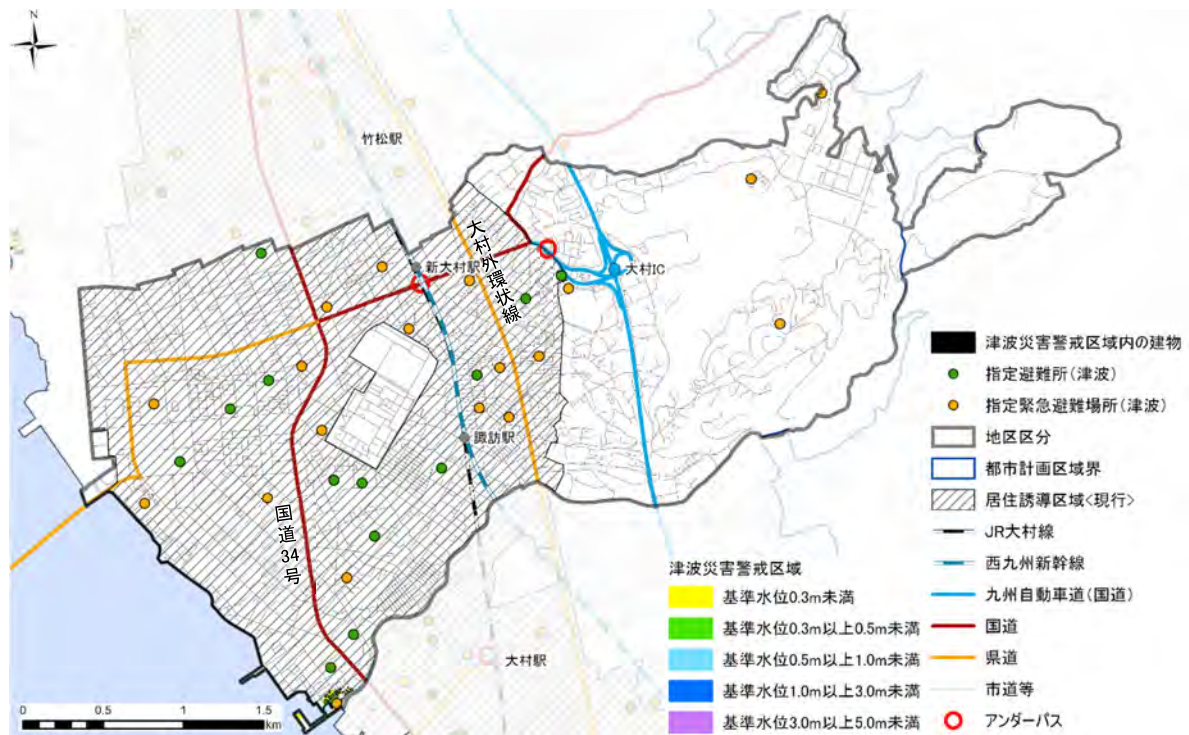 N
竹松駅
大村外環状線
新大村駅
大村IC
諏訪駅
国道34号
大村駅
0 0.5 1 1.5
km
津波災害警戒区域内の建物
指定避難所(津波)
指定緊急避難場所(津波)
地区区分
都市計画区域界
居住誘導区域<現行>
JR大村線
西九州新幹線
九州自動車道(国道)
国道
県道
市道等
アンダーパス
津波災害警戒区域
基準水位0.3m未満
基準水位0.3m以上0.5m未満
基準水位0.5m以上1.0m未満
基準水位1.0m以上3.0m未満
基準水位3.0m以上5.0m未満